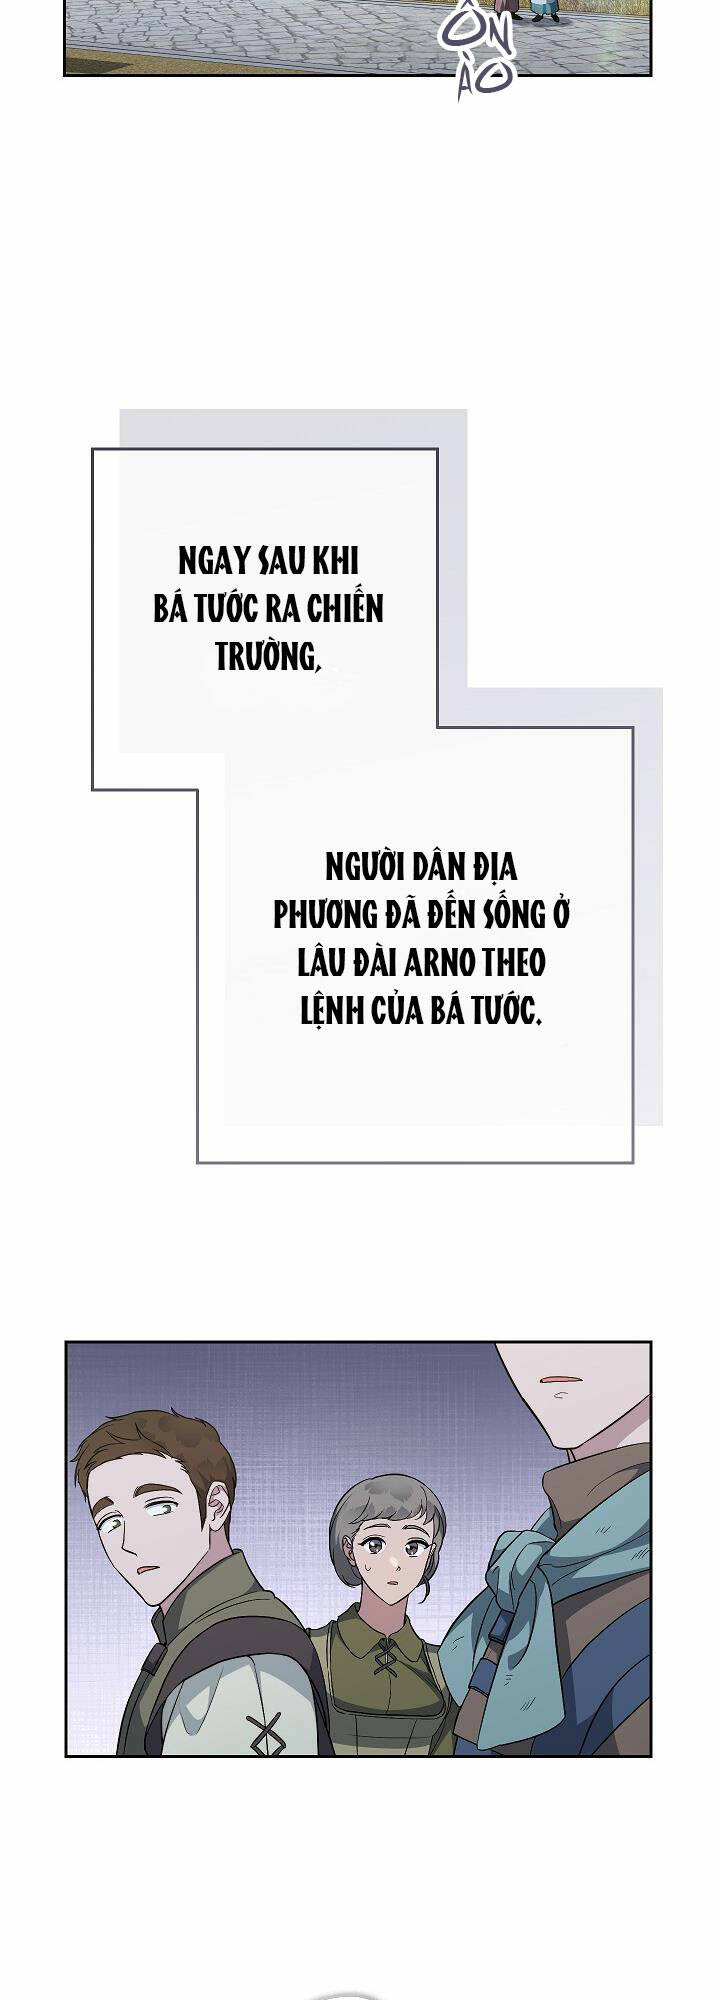 ỒN
ÀO
NGAY SAU KHI
BÁ TƯỚC RA CHIẾN
TRƯỜNG,
NGƯỜI DÂN ĐỊA
PHƯƠNG ĐÃ ĐẾN SỐNG Ở
LÂU ĐÀI ARNO THEO
LỆNH CỦA BÁ TƯỚC.